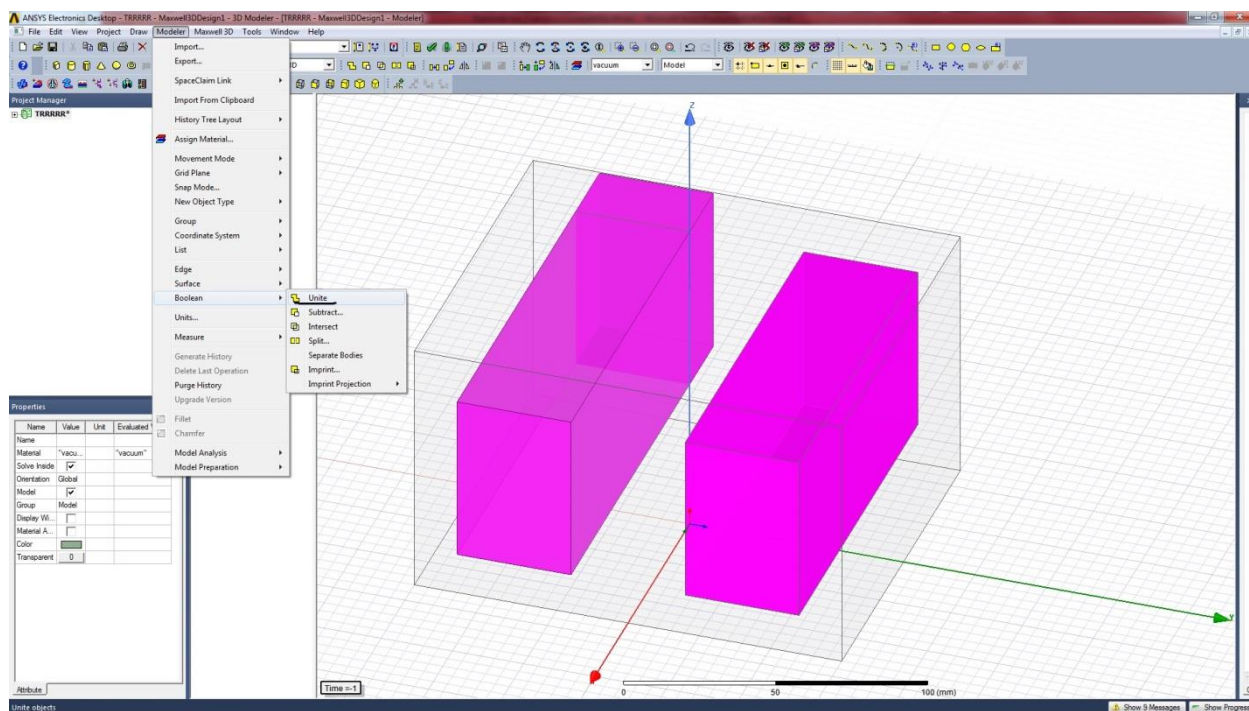 ANSYS Electronics Desktop - TRRRRR - Maxwell3DDesign1 - 3D Modeler - [TRRRRR - Maxwell3DDesign1 - Modeler]
File Edit View Project Draw Modeler Maxwell 3D Tools Window Help
vacuum Model
Project Manager
TRRRRR*
Import...
Export...
SpaceClaim Link
Import From Clipboard
History Tree Layout
Assign Material...
Movement Mode
Grid Plane
Snap Mode...
New Object Type
Group
Coordinate System
List
Edge
Surface
Boolean
Units...
Measure
Generate History
Delete Last Operation
Purge History
Upgrade Version
Fillet
Chamfer
Model Analysis
Model Preparation
Unite
Subtract...
Intersect
Split...
Separate Bodies
Imprint...
Imprint Projection
Properties
Name Value Unit Evaluated
Name
Material "vacu... "vacuum"
Solve Inside
Orientation Global
Model
Group Model
Display Wi...
Material A...
Color
Transparent 0
Attribute
Z
Y
Time =-1
0 50 100 (mm)
Unite objects
Show 9 Messages Show Progress